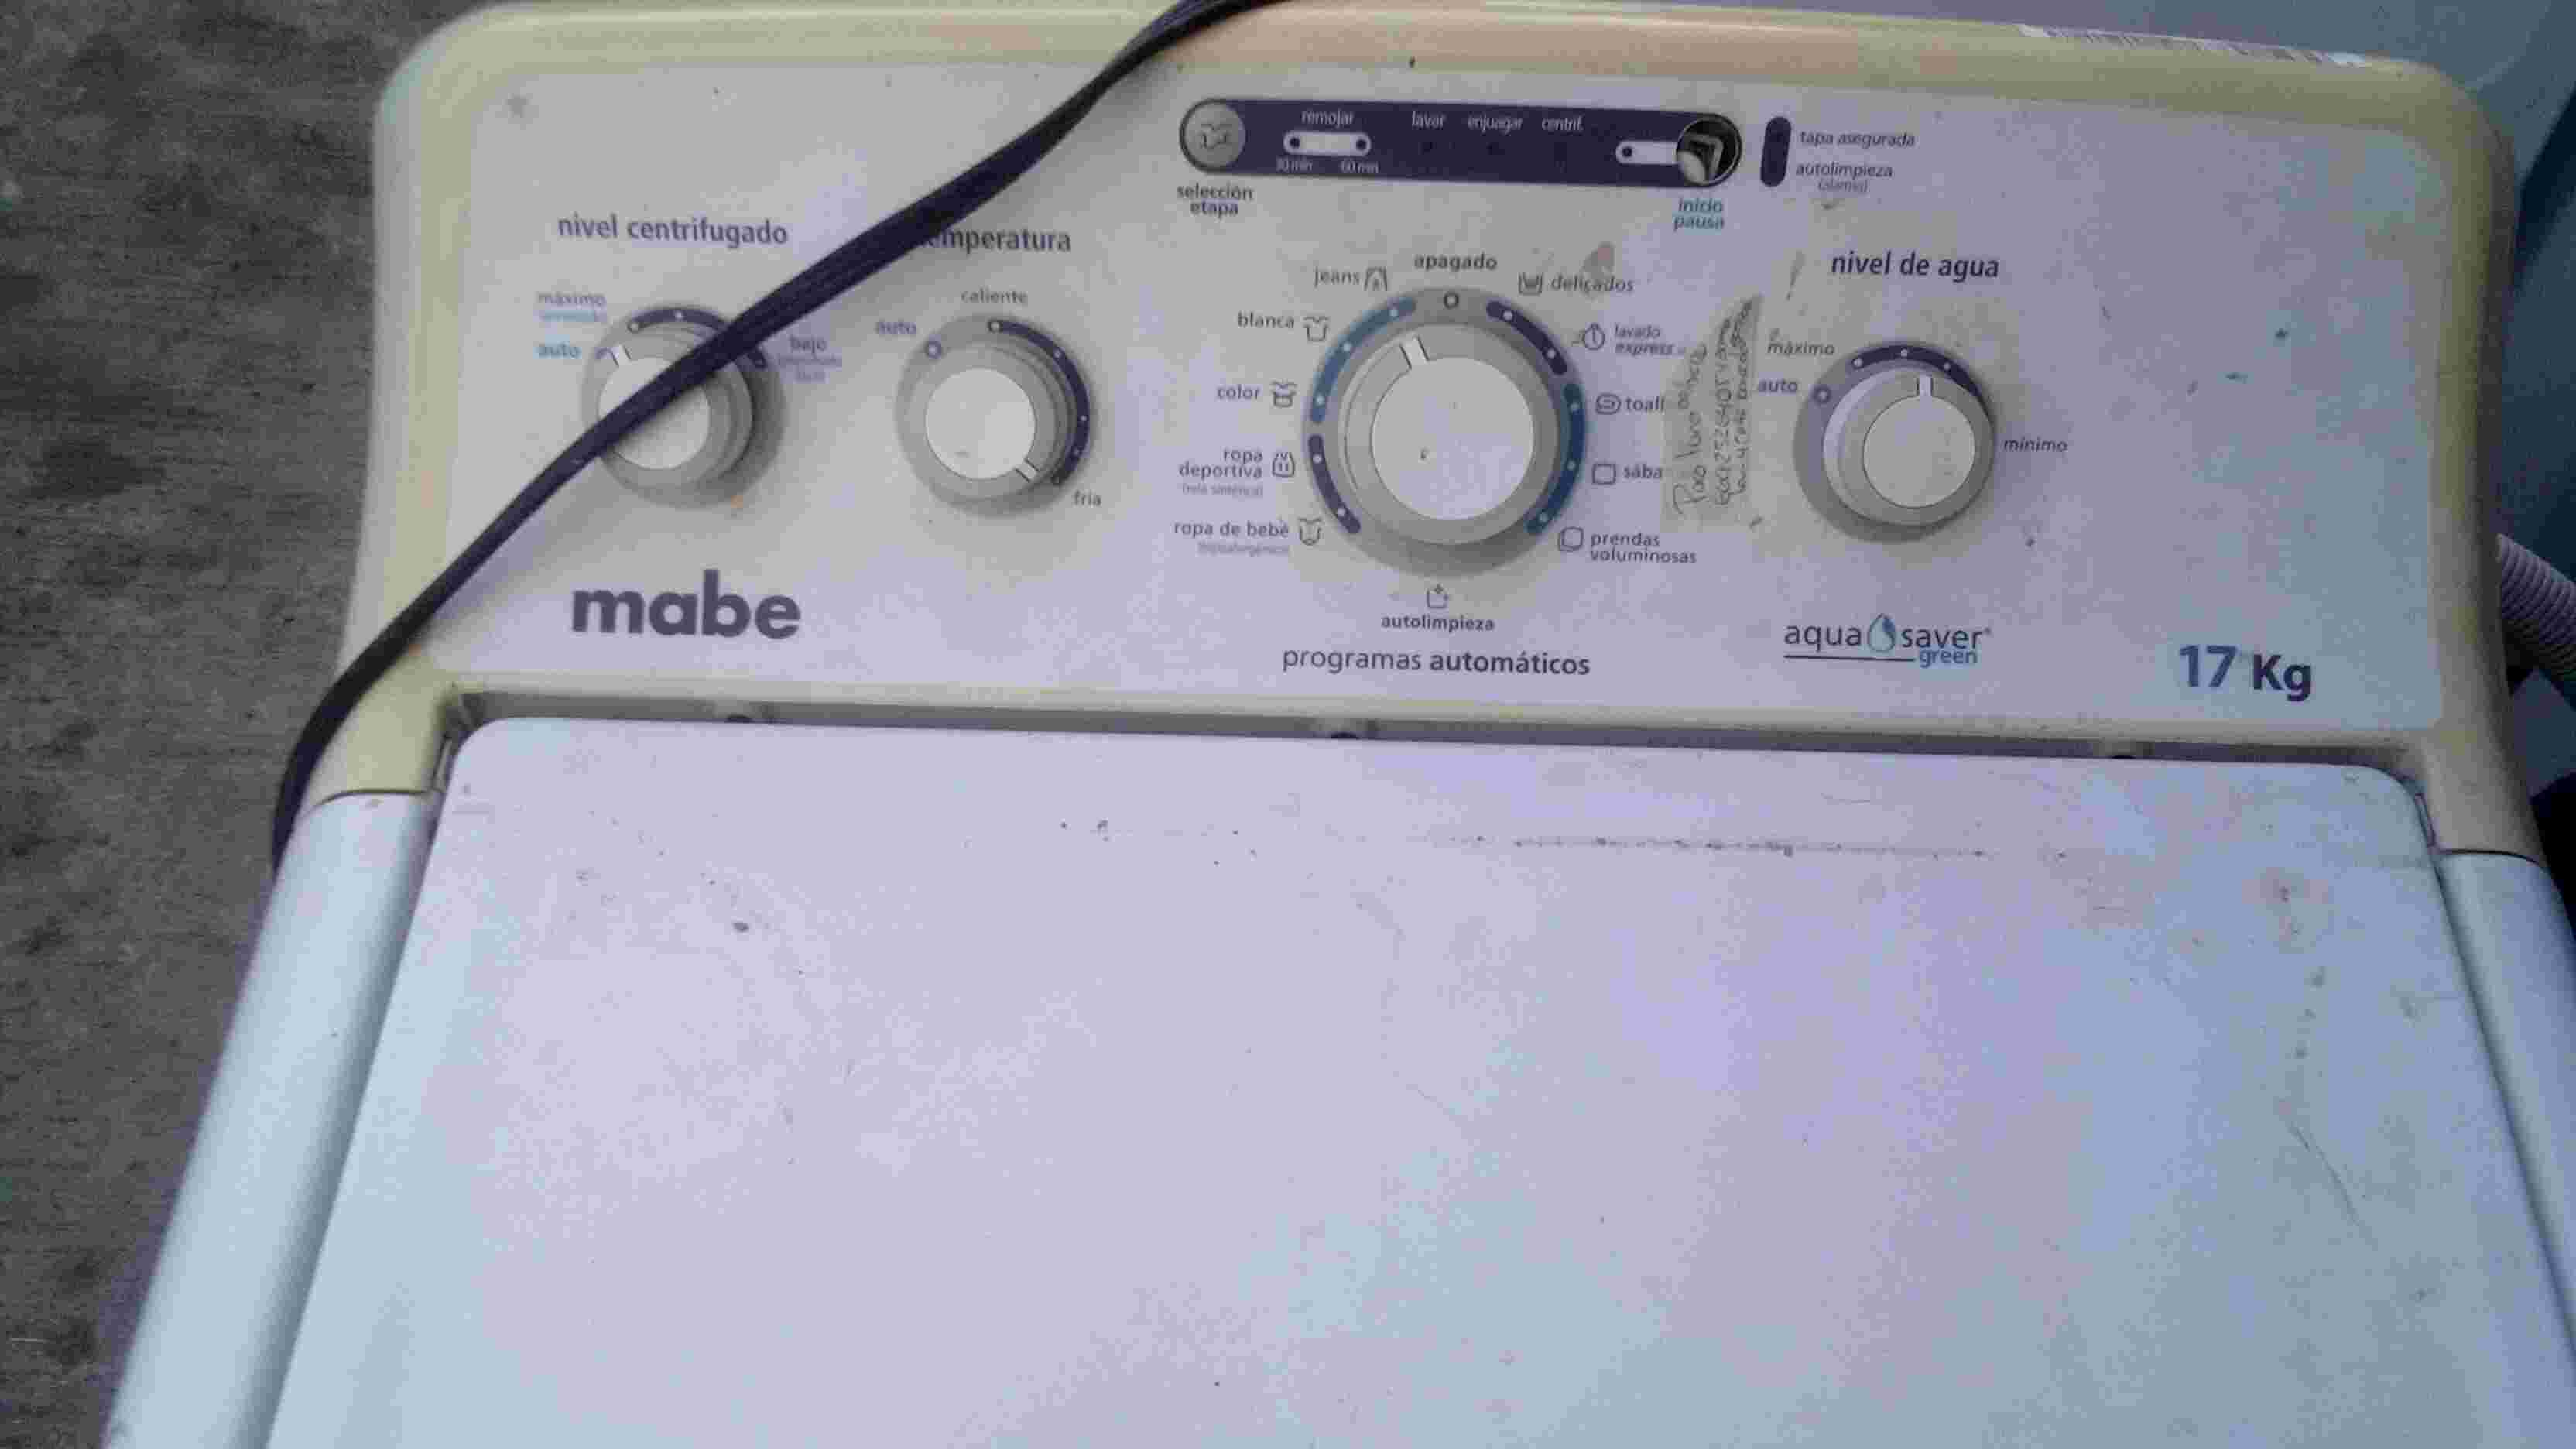 remojar
lavar enjuagar centrif.
30 min 60 min
tapa asegurada
autolimpieza
(alarma)
selección
etapa
inicio
pausa
nivel centrifugado
máximo
auto
bajo
emperatura
caliente
auto
fría
apagado
jeans
blanca
color
ropa
deportiva
ropa de bebé
delicados
lavado
express
toall
sába
prendas
voluminosas
autolimpieza
programas automáticos
nivel de agua
máximo
auto
mínimo
mabe
aqua saver
green
17 Kg